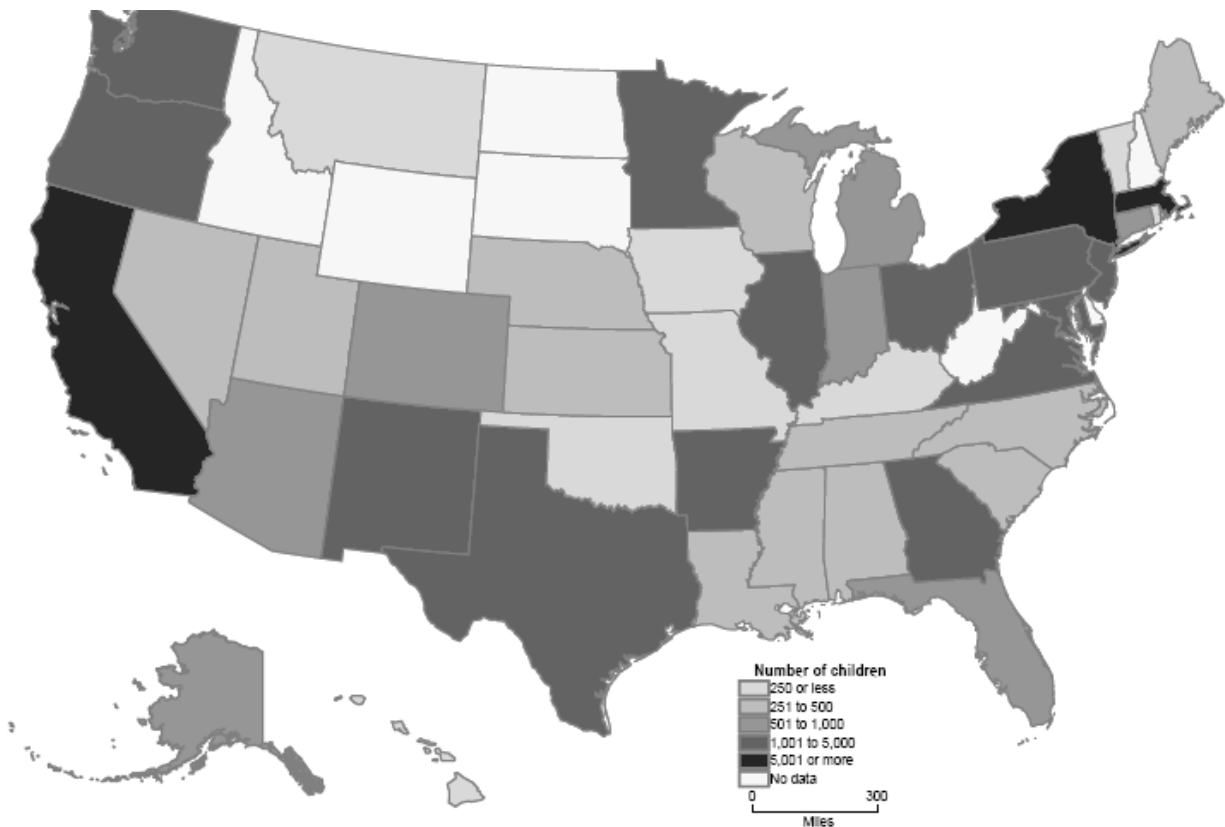 Number of children
250 or less
251 to 500
501 to 1,000
1,001 to 5,000
5,001 or more
No data
0 300
Miles